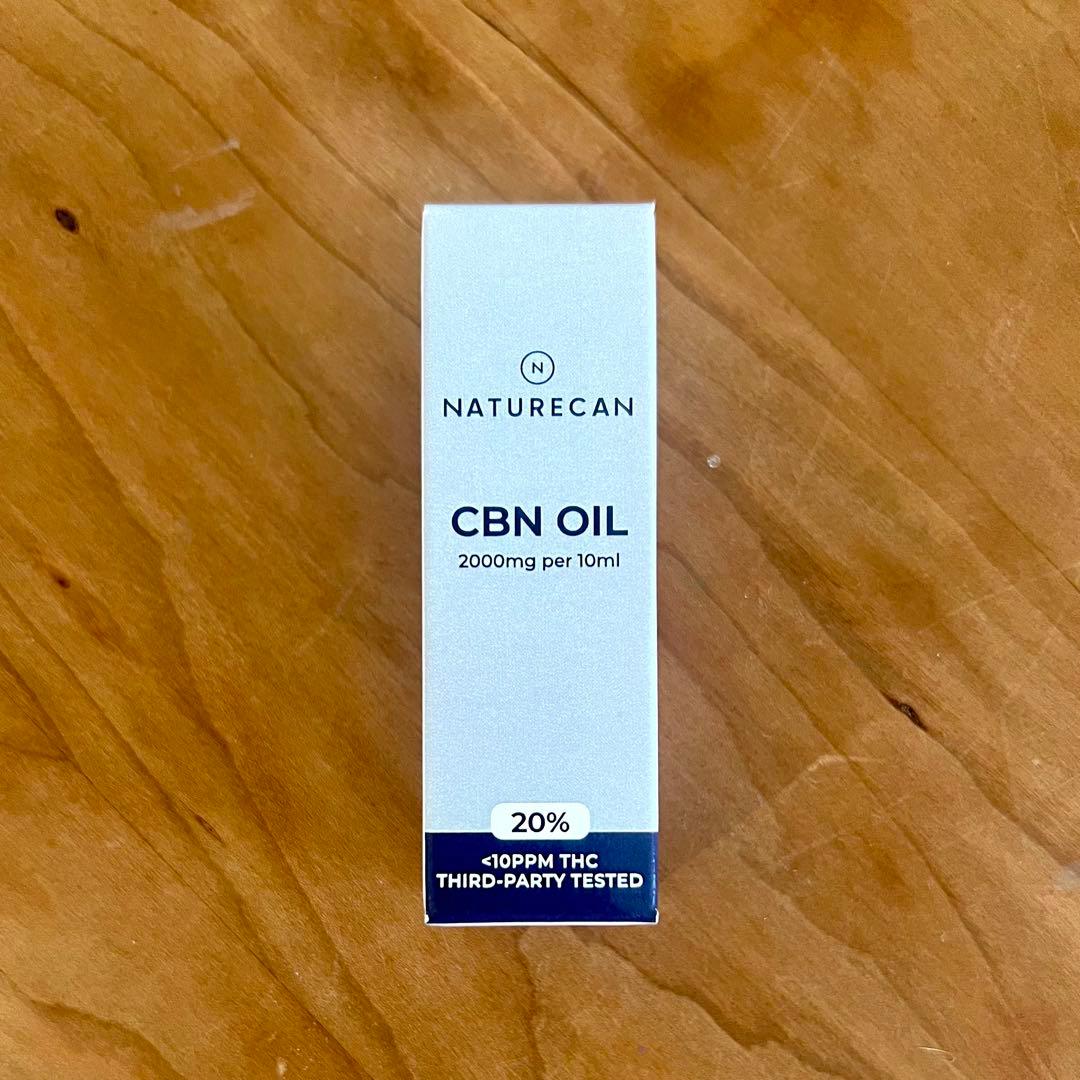 N
NATURECAN
CBN OIL
2000mg per 10ml
20%
<10PPM THC
THIRD-PARTY TESTED